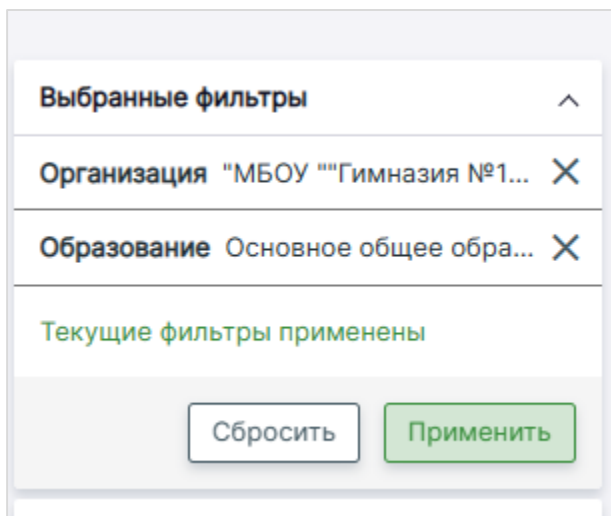 Выбранные фильтры
Организация "МБОУ ""Гимназия №1...
Образование Основное общее обра...
Текущие фильтры применены
Сбросить Применить